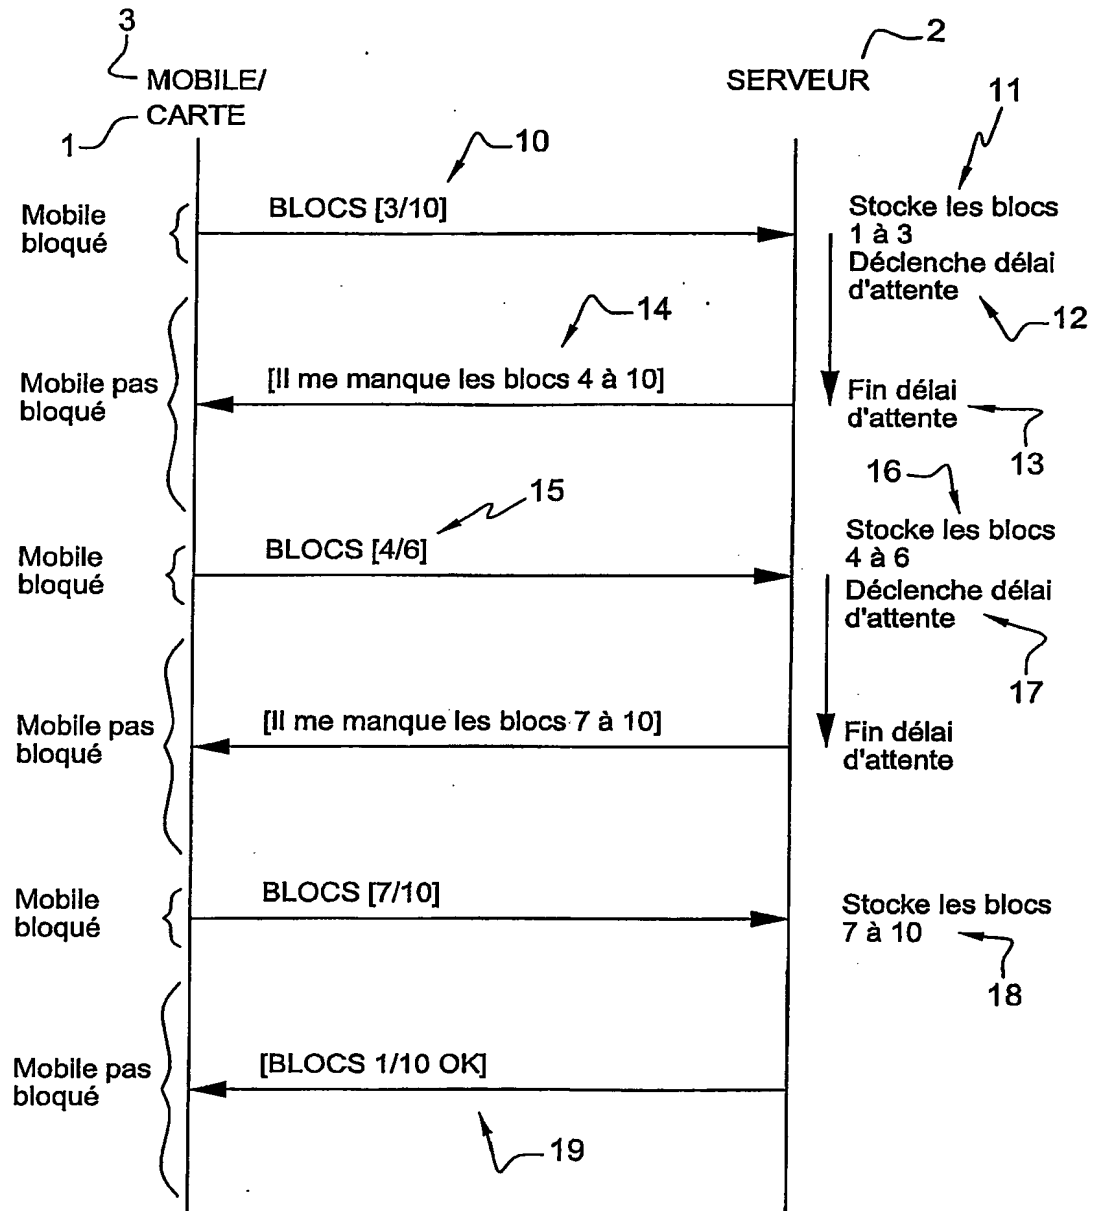 3
2
MOBILE/
CARTE
1
SERVEUR
11
10
Mobile
bloqué
BLOCS [3/10]
Stocke les blocs
1 à 3
Déclenche délai
d'attente
12
14
Mobile pas
bloqué
[Il me manque les blocs 4 à 10]
Fin délai
d'attente
13
16
15
Mobile
bloqué
BLOCS [4/6]
Stocke les blocs
4 à 6
Déclenche délai
d'attente
17
Mobile pas
bloqué
[Il me manque les blocs 7 à 10]
Fin délai
d'attente
Mobile
bloqué
BLOCS [7/10]
Stocke les blocs
7 à 10
18
Mobile pas
bloqué
[BLOCS 1/10 OK]
19